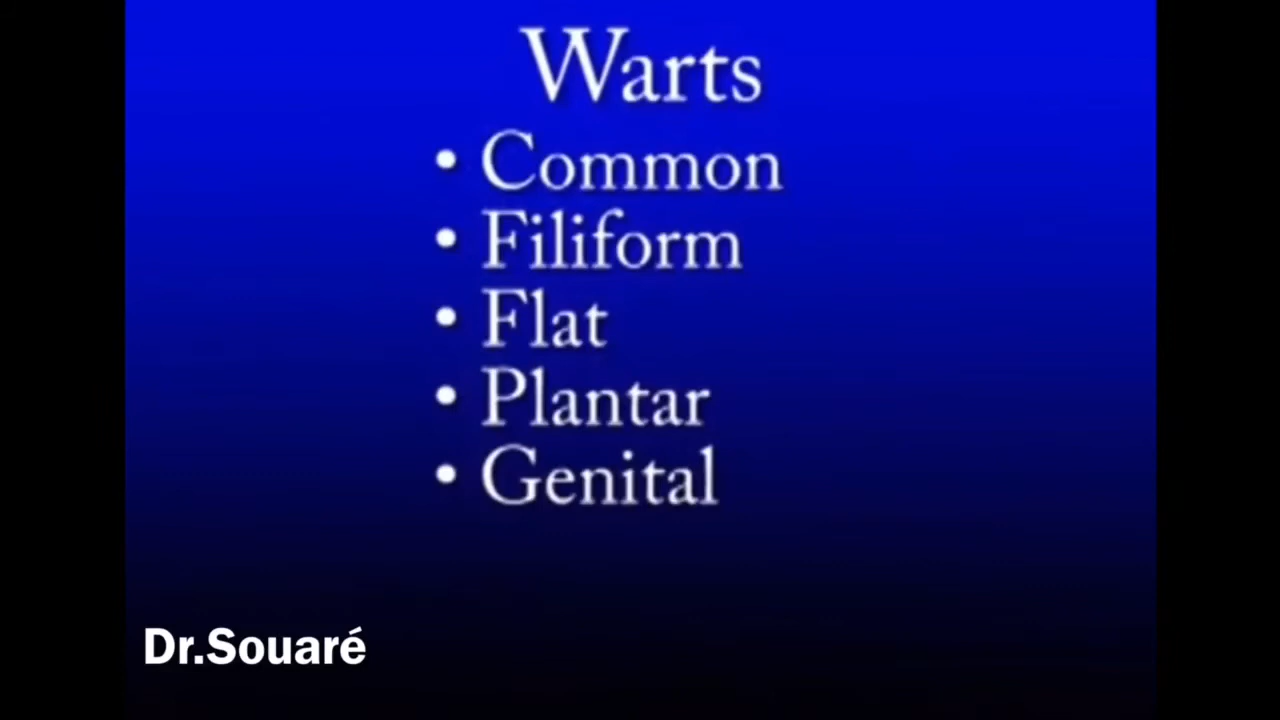 Warts
• Common
• Filiform
• Flat
• Plantar
• Genital
Dr.Souaré